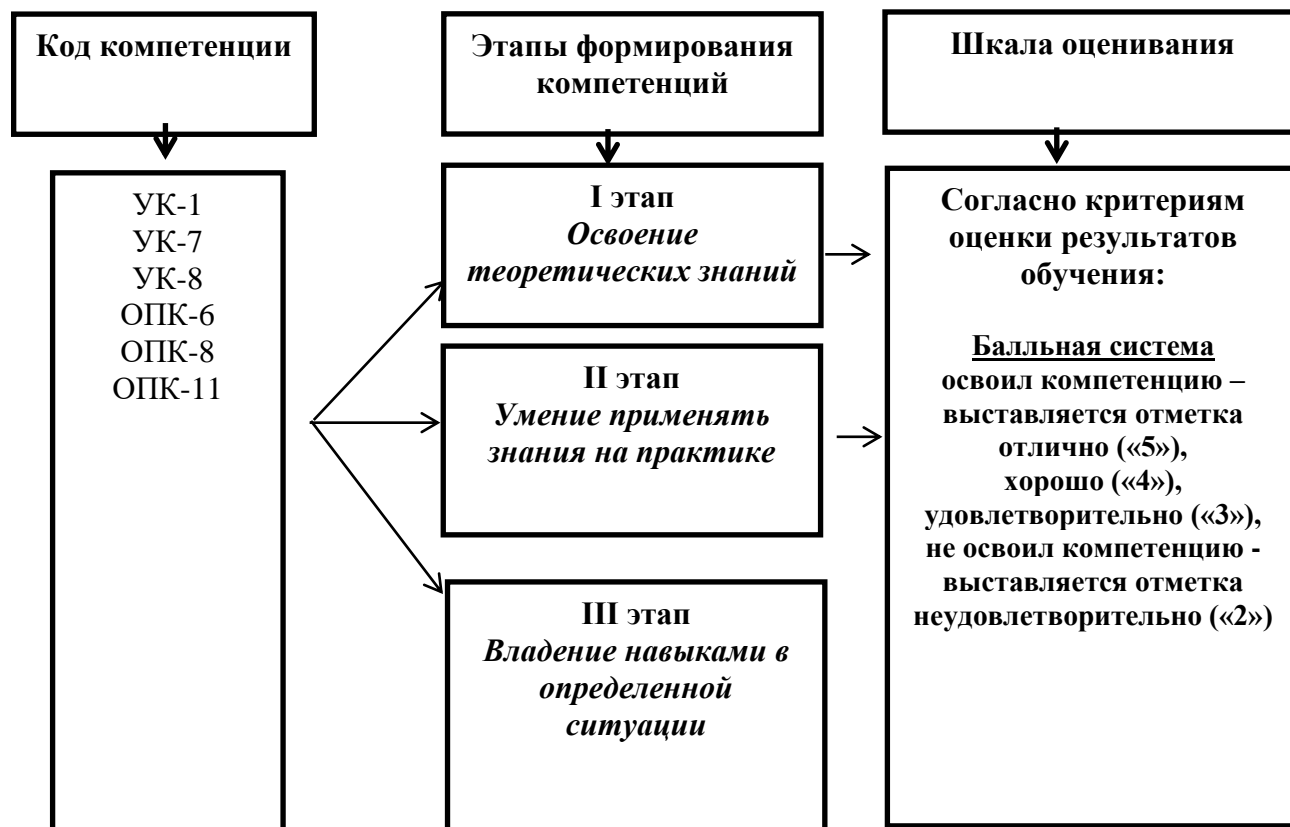 Код компетенции
Этапы формирования
компетенций
Шкала оценивания
УК-1
УК-7
УК-8
ОПК-6
ОПК-8
ОПК-11
I этап
Освоение
теоретических знаний
II этап
Умение применять
знания на практике
III этап
Владение навыками в
определенной
ситуации
Согласно критериям
оценки результатов
обучения:
Балльная система
освоил компетенцию –
выставляется отметка
отлично («5»),
хорошо («4»),
удовлетворительно («3»),
не освоил компетенцию -
выставляется отметка
неудовлетворительно («2»)